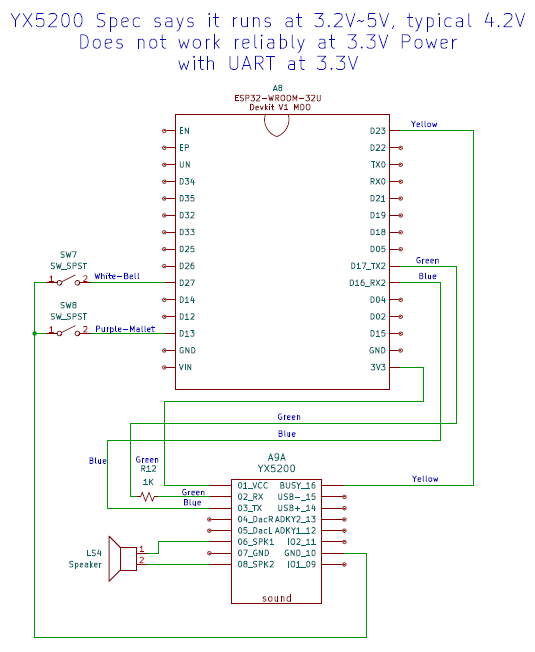 YX5200 Spec says it runs at 3.2V~5V, typical 4.2V
Does not work reliably at 3.3V Power
with UART at 3.3V
A8
ESP32-WROOM-32U
Devkit V1 MDO
EN
D23
Yellow
EP
D22
UN
TX0
D34
RX0
D35
D21
D32
D19
D33
D18
D25
D05
SW7
SW_SPST
D26
D17_TX2
Green
1
2
White-Bell
D27
D16_RX2
Blue
D14
D04
SW8
SW_SPST
D12
D02
1
2
Purple-Mallet
D13
D15
GND
GND
VIN
3V3
Green
Blue
Blue
Green
R12
1K
A9A
YX5200
Yellow
01_VCC
BUSY_16
Green
02_RX
USB-_15
Blue
03_TX
USB+_14
04_DacR
ADKY2_13
05_DacL
ADKY1_12
06_SPK1
IO2_11
LS4
Speaker
1
2
07_GND
GND_10
08_SPK2
IO1_09
sound